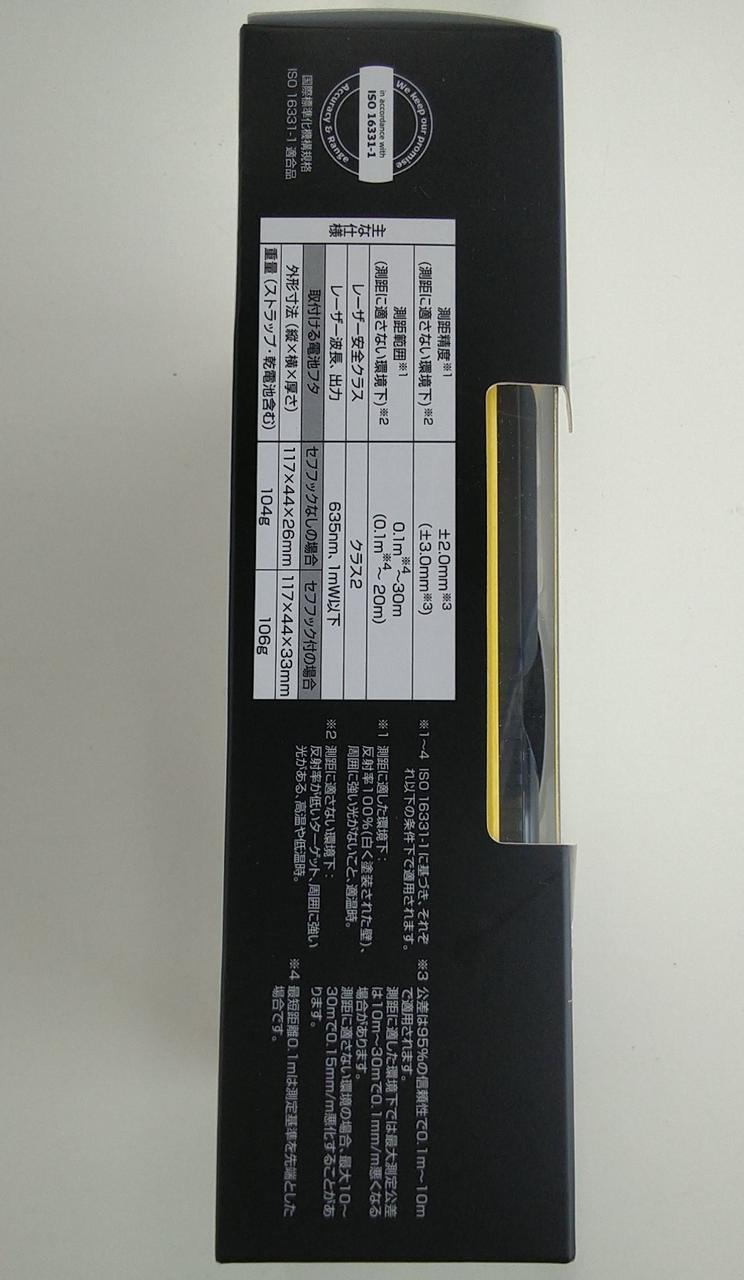 We keep our promise
in accordance with
ISO 16331-1
Accuracy & Range
国際標準化機構規格
ISO 16331-1 適合品
主な仕様
測距精度※1 ±2.0mm※3
(測距に適さない環境下)※2 (±3.0mm※3)
測距範囲※1 0.1m※4~30m
(測距に適さない環境下)※2 (0.1m※4~ 20m)
レーザー安全クラス クラス2
レーザー波長、出力 635nm、1mW以下
取付ける電池フタ セフフックなしの場合 セフフック付の場合
外形寸法 (縦×横×厚さ) 117×44×26mm 117×44×33mm
重量 (ストラップ・乾電池含む) 104g 106g
※1~4 ISO 16331-1に基づき、それぞ
れ以下の条件下で適用されます。
※1 測距に適した環境下：
反射率100%(白く塗装された壁)、
周囲に強い光がないこと、適温時。
※2 測距に適さない環境下：
反射率が低いターゲット、周囲に強い
光がある、高温や低温時。
※3 公差は95%の信頼性で0.1m~10m
で適用されます。
測距に適した環境下では最大測定公差
は10m~30mで0.1mm/m悪くなる
場合があります。
測距に適さない環境の場合、最大10~
30mで0.15mm/m悪化することがあ
ります。
※4 最短距離0.1mは測定基準を先端とした
場合です。